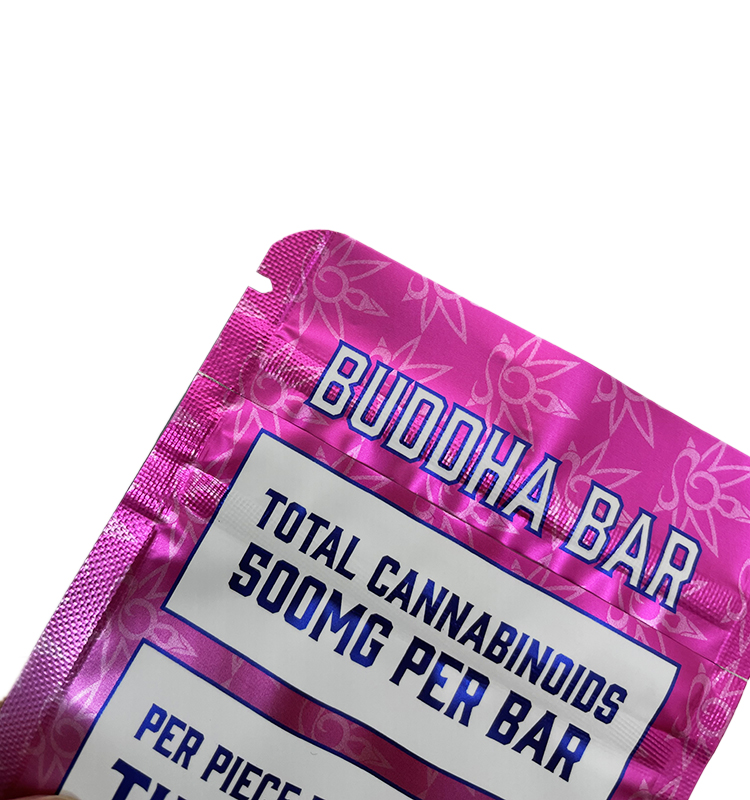 BUDDHA BAR
TOTAL CANNABINOIDS
500MG PER BAR
PER PIECE